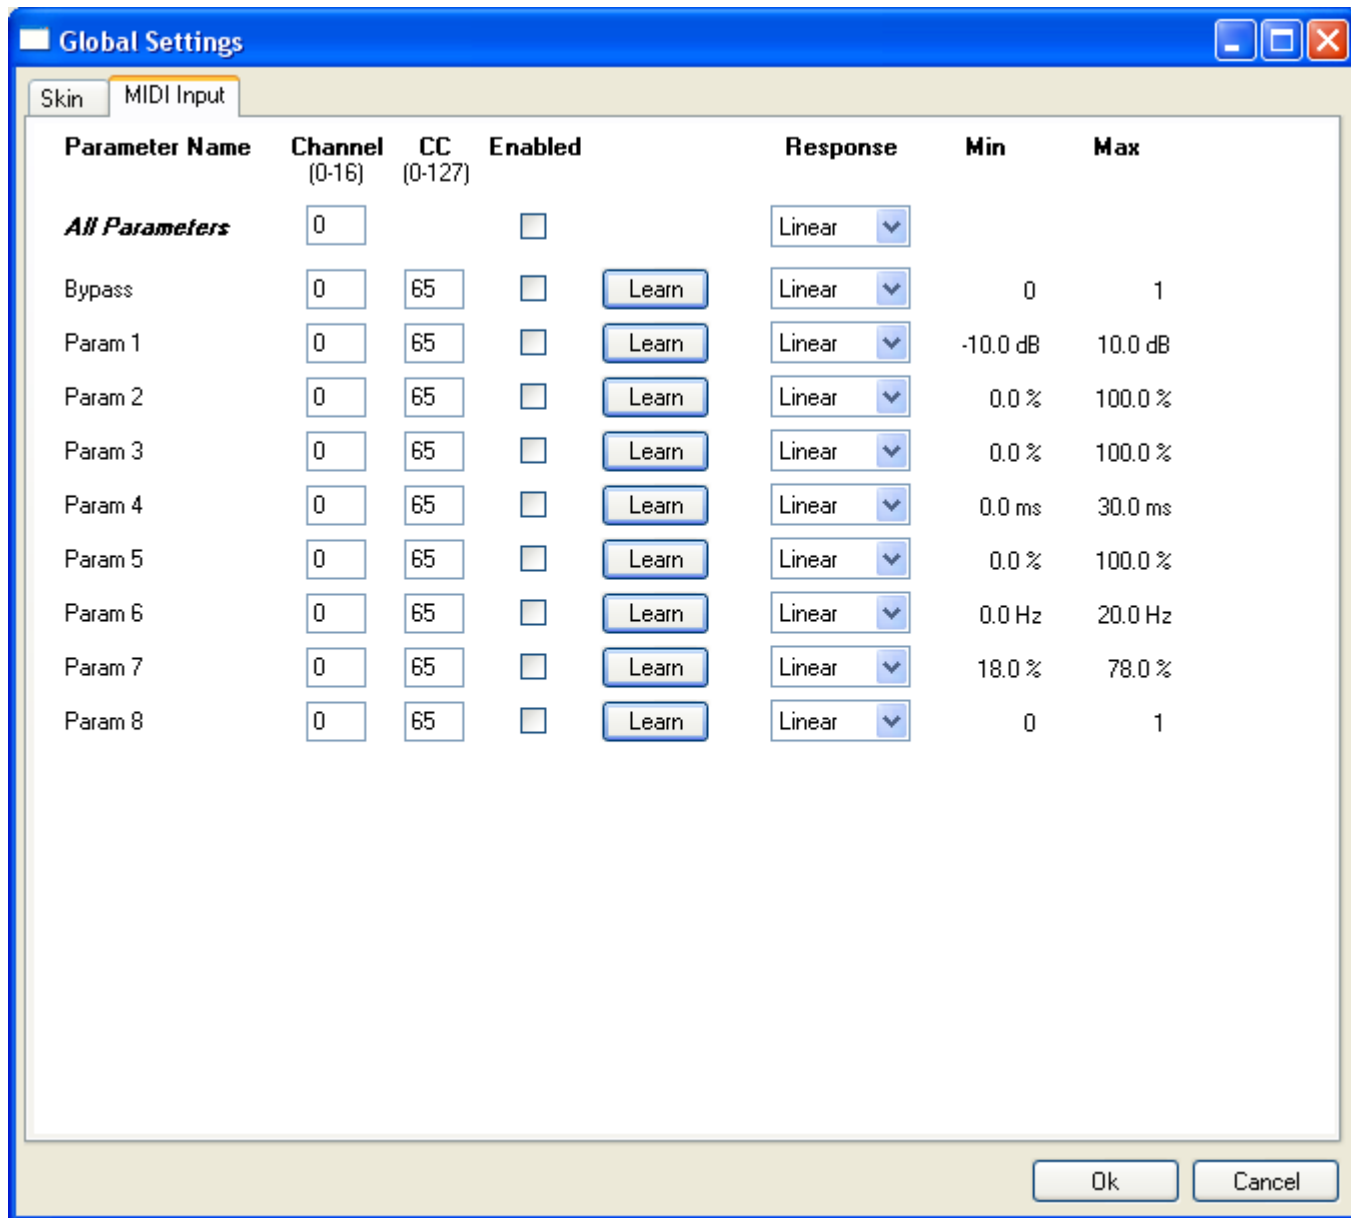 Global Settings
Skin MIDI Input
Parameter Name Channel CC Enabled Response Min Max
(0-16) (0-127)
All Parameters 0 Linear
Bypass 0 65 Learn Linear 0 1
Param 1 0 65 Learn Linear -10.0 dB 10.0 dB
Param 2 0 65 Learn Linear 0.0 % 100.0 %
Param 3 0 65 Learn Linear 0.0 % 100.0 %
Param 4 0 65 Learn Linear 0.0 ms 30.0 ms
Param 5 0 65 Learn Linear 0.0 % 100.0 %
Param 6 0 65 Learn Linear 0.0 Hz 20.0 Hz
Param 7 0 65 Learn Linear 18.0 % 78.0 %
Param 8 0 65 Learn Linear 0 1
Ok Cancel